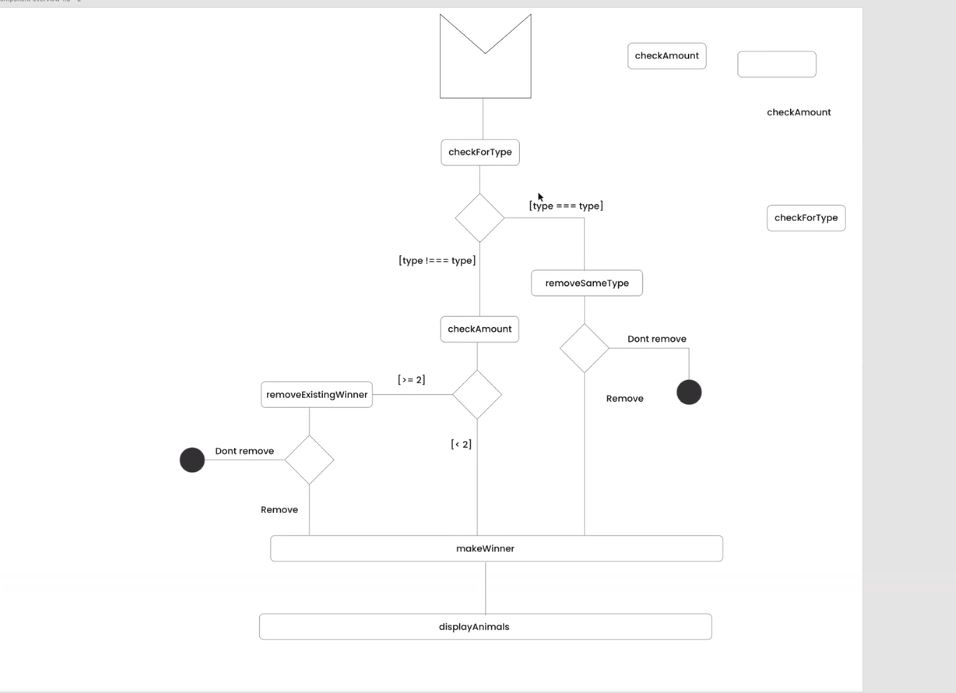 checkAmount
checkAmount
checkForType
[type === type]
checkForType
[type !=== type]
removeSameType
checkAmount
Dont remove
[>= 2]
removeExistingWinner
Remove
[< 2]
Dont remove
Remove
makeWinner
displayAnimals